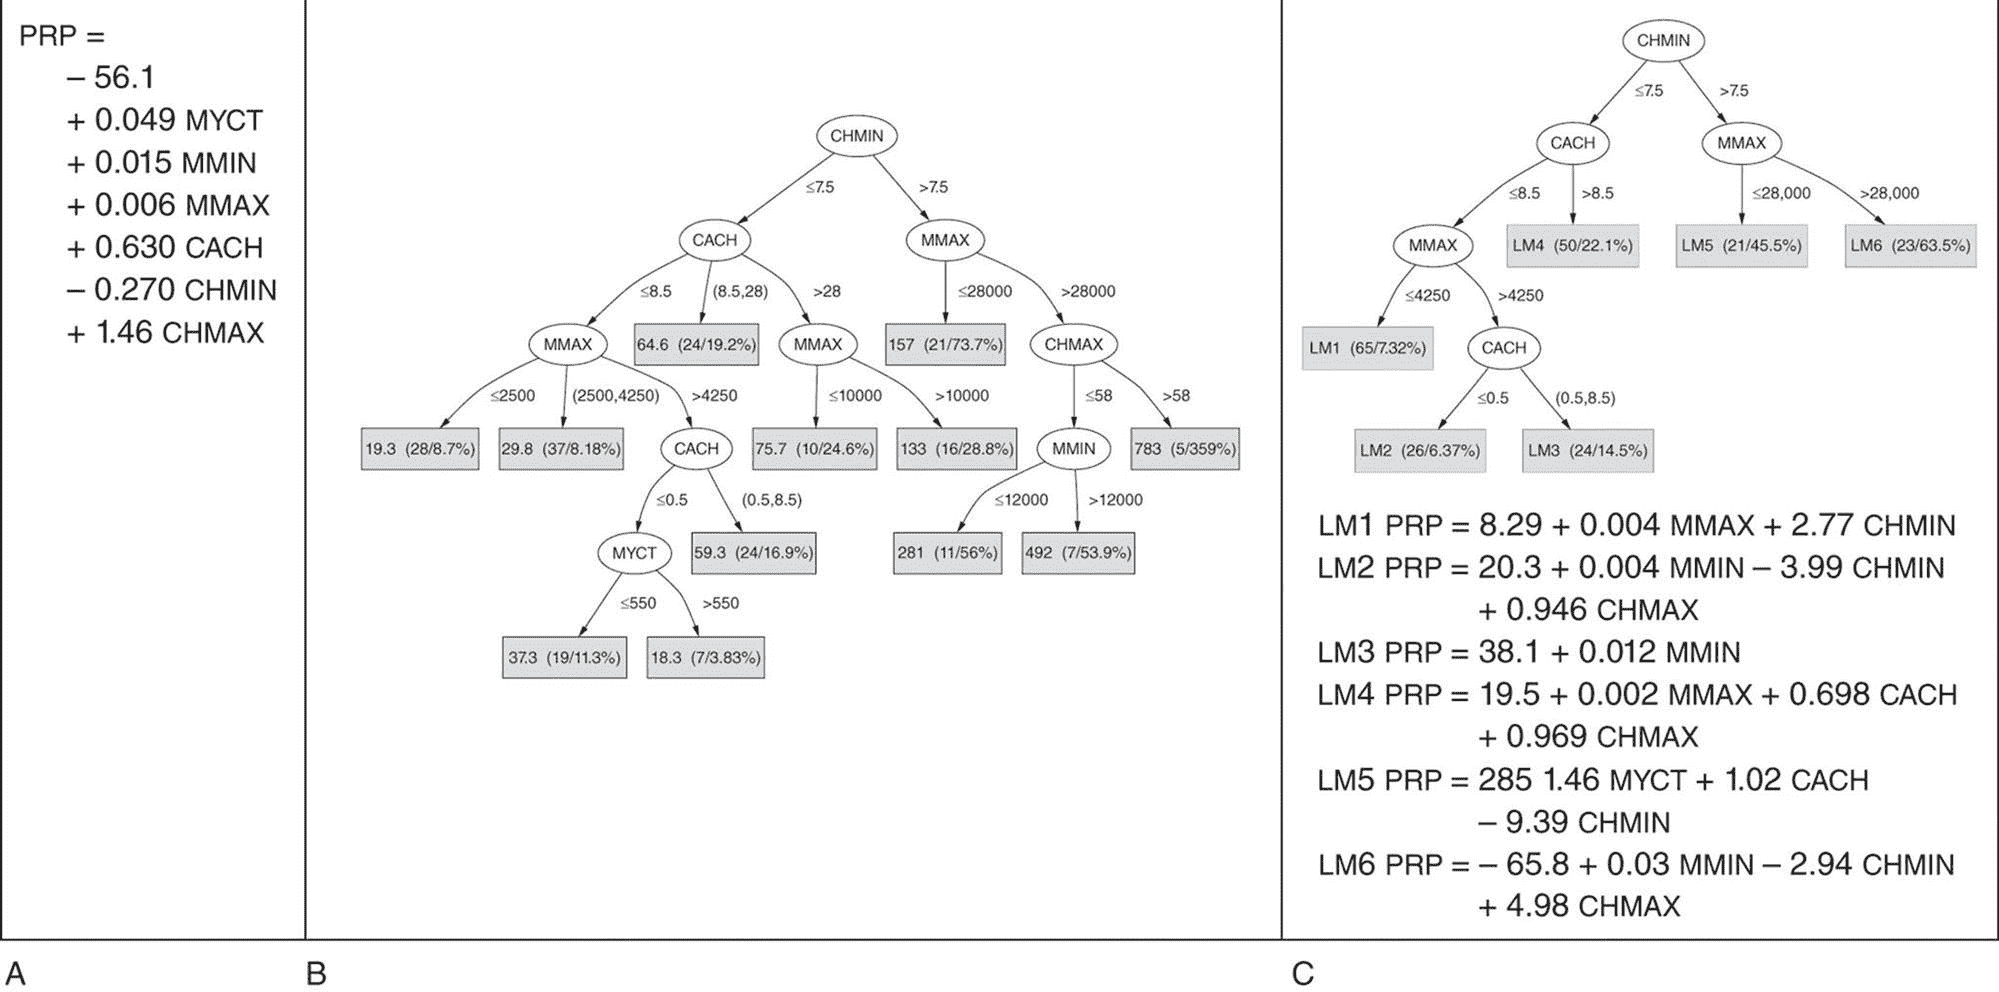 PRP =
– 56.1
+ 0.049 MYCT
+ 0.015 MMIN
+ 0.006 MMAX
+ 0.630 CACH
– 0.270 CHMIN
+ 1.46 CHMAX
A
CHMIN
≤7.5 >7.5
CACH MMAX
≤8.5 (8.5,28) >28 ≤28000 >28000
MMAX 64.6 (24/19.2%) MMAX 157 (21/73.7%) CHMAX
≤2500 (2500,4250) >4250 ≤10000 >10000 ≤58 >58
19.3 (28/8.7%) 29.8 (37/8.18%) CACH 75.7 (10/24.6%) 133 (16/28.8%) MMIN 783 (5/359%)
≤0.5 (0.5,8.5) ≤12000 >12000
MYCT 59.3 (24/16.9%) 281 (11/56%) 492 (7/53.9%)
≤550 >550
37.3 (19/11.3%) 18.3 (7/3.83%)
B
CHMIN
≤7.5 >7.5
CACH MMAX
≤8.5 >8.5 ≤28,000 >28,000
MMAX LM4 (50/22.1%) LM5 (21/45.5%) LM6 (23/63.5%)
≤4250 >4250
LM1 (65/7.32%) CACH
≤0.5 (0.5,8.5)
LM2 (26/6.37%) LM3 (24/14.5%)
LM1 PRP = 8.29 + 0.004 MMAX + 2.77 CHMIN
LM2 PRP = 20.3 + 0.004 MMIN – 3.99 CHMIN
+ 0.946 CHMAX
LM3 PRP = 38.1 + 0.012 MMIN
LM4 PRP = 19.5 + 0.002 MMAX + 0.698 CACH
+ 0.969 CHMAX
LM5 PRP = 285 1.46 MYCT + 1.02 CACH
– 9.39 CHMIN
LM6 PRP = – 65.8 + 0.03 MMIN – 2.94 CHMIN
+ 4.98 CHMAX
C